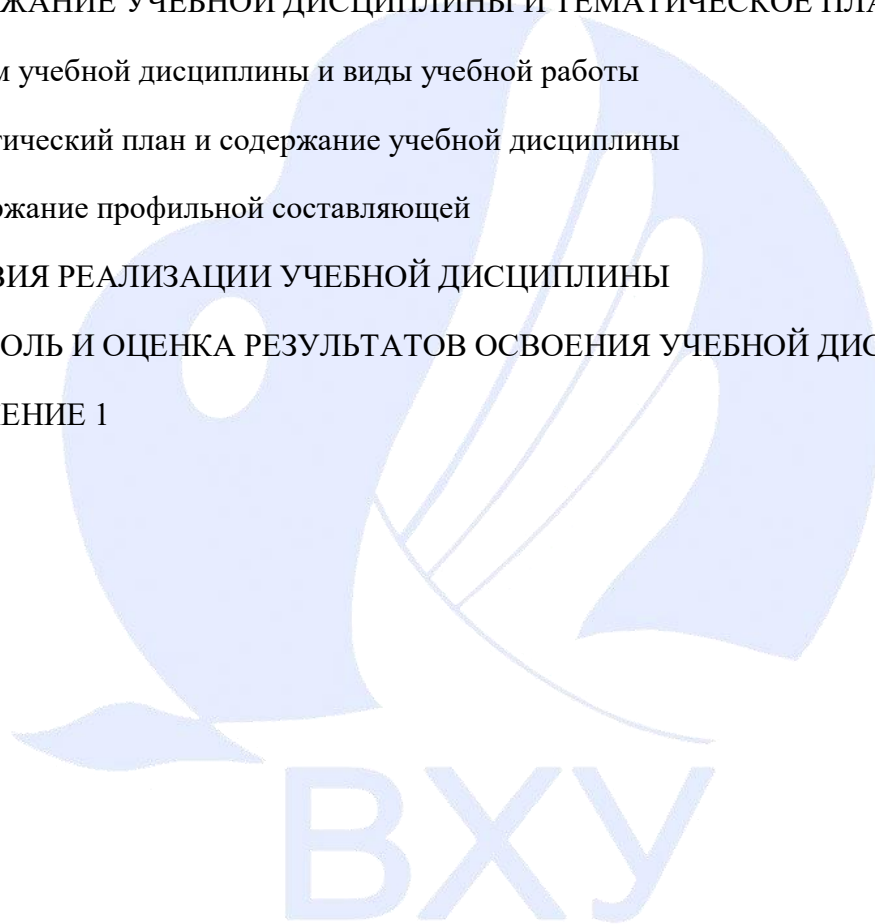 ЖАНИЕ УЧЕБНОЙ ДИСЦИПЛИНЫ И ТЕМАТИЧЕСКОЕ ПЛА
м учебной дисциплины и виды учебной работы
тический план и содержание учебной дисциплины
ржание профильной составляющей
ВИЯ РЕАЛИЗАЦИИ УЧЕБНОЙ ДИСЦИПЛИНЫ
ОЛЬ И ОЦЕНКА РЕЗУЛЬТАТОВ ОСВОЕНИЯ УЧЕБНОЙ ДИС
ЕНИЕ 1
ВХУ